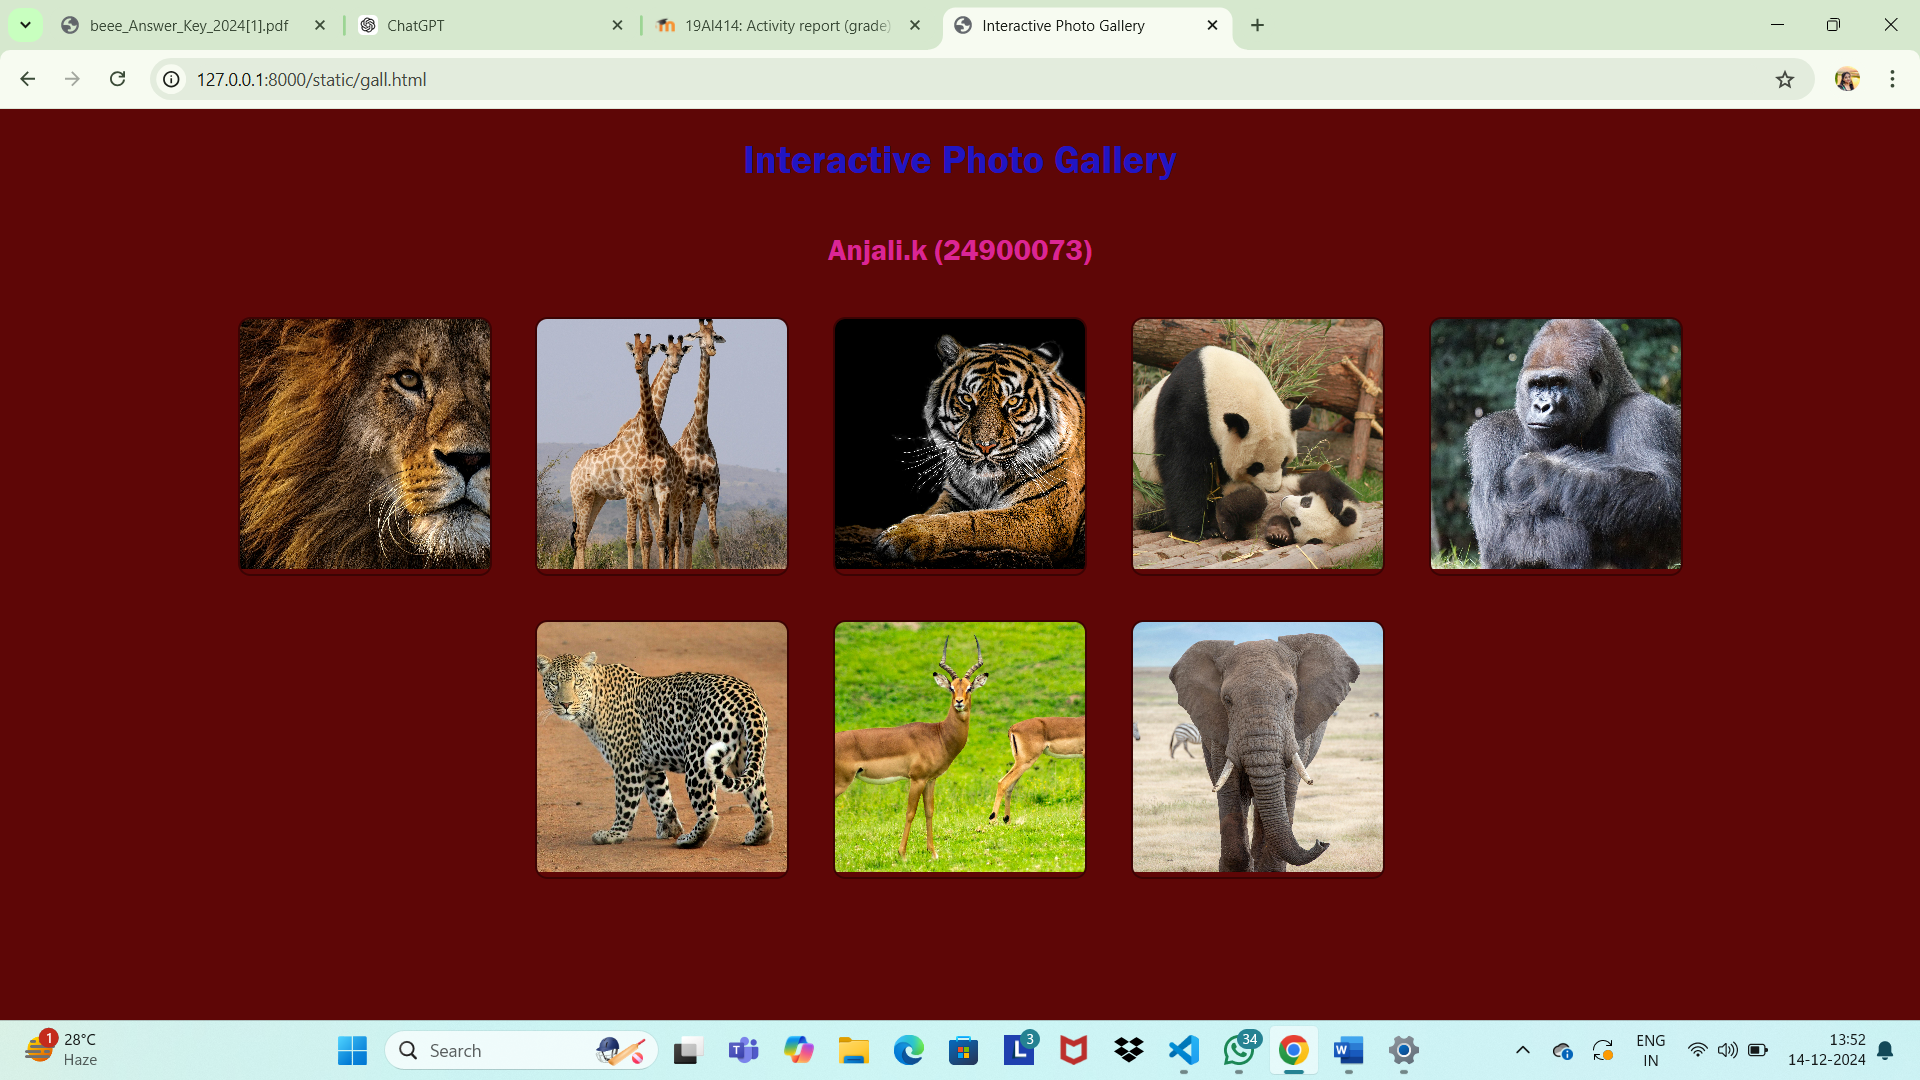 beee_Answer_Key_2024[1].pdf
ChatGPT
19AI414: Activity report (grade)
Interactive Photo Gallery
127.0.0.1:8000/static/gall.html
Interactive Photo Gallery
Anjali.k (24900073)
1
28°C
Haze
Search
3
34
ENG
IN
13:52
14-12-2024